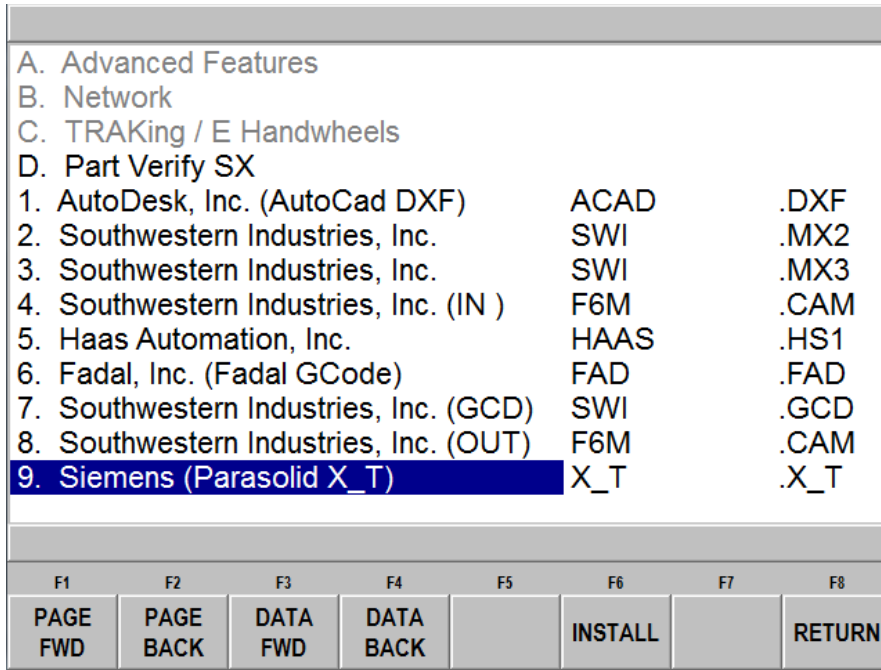 A. Advanced Features
B. Network
C. TRAKing / E Handwheels
D. Part Verify SX
1. AutoDesk, Inc. (AutoCad DXF) ACAD .DXF
2. Southwestern Industries, Inc. SWI .MX2
3. Southwestern Industries, Inc. SWI .MX3
4. Southwestern Industries, Inc. (IN ) F6M .CAM
5. Haas Automation, Inc. HAAS .HS1
6. Fadal, Inc. (Fadal GCode) FAD .FAD
7. Southwestern Industries, Inc. (GCD) SWI .GCD
8. Southwestern Industries, Inc. (OUT) F6M .CAM
9. Siemens (Parasolid X_T) X_T .X_T
F1 F2 F3 F4 F5 F6 F7 F8
PAGE PAGE DATA DATA INSTALL RETURN
FWD BACK FWD BACK